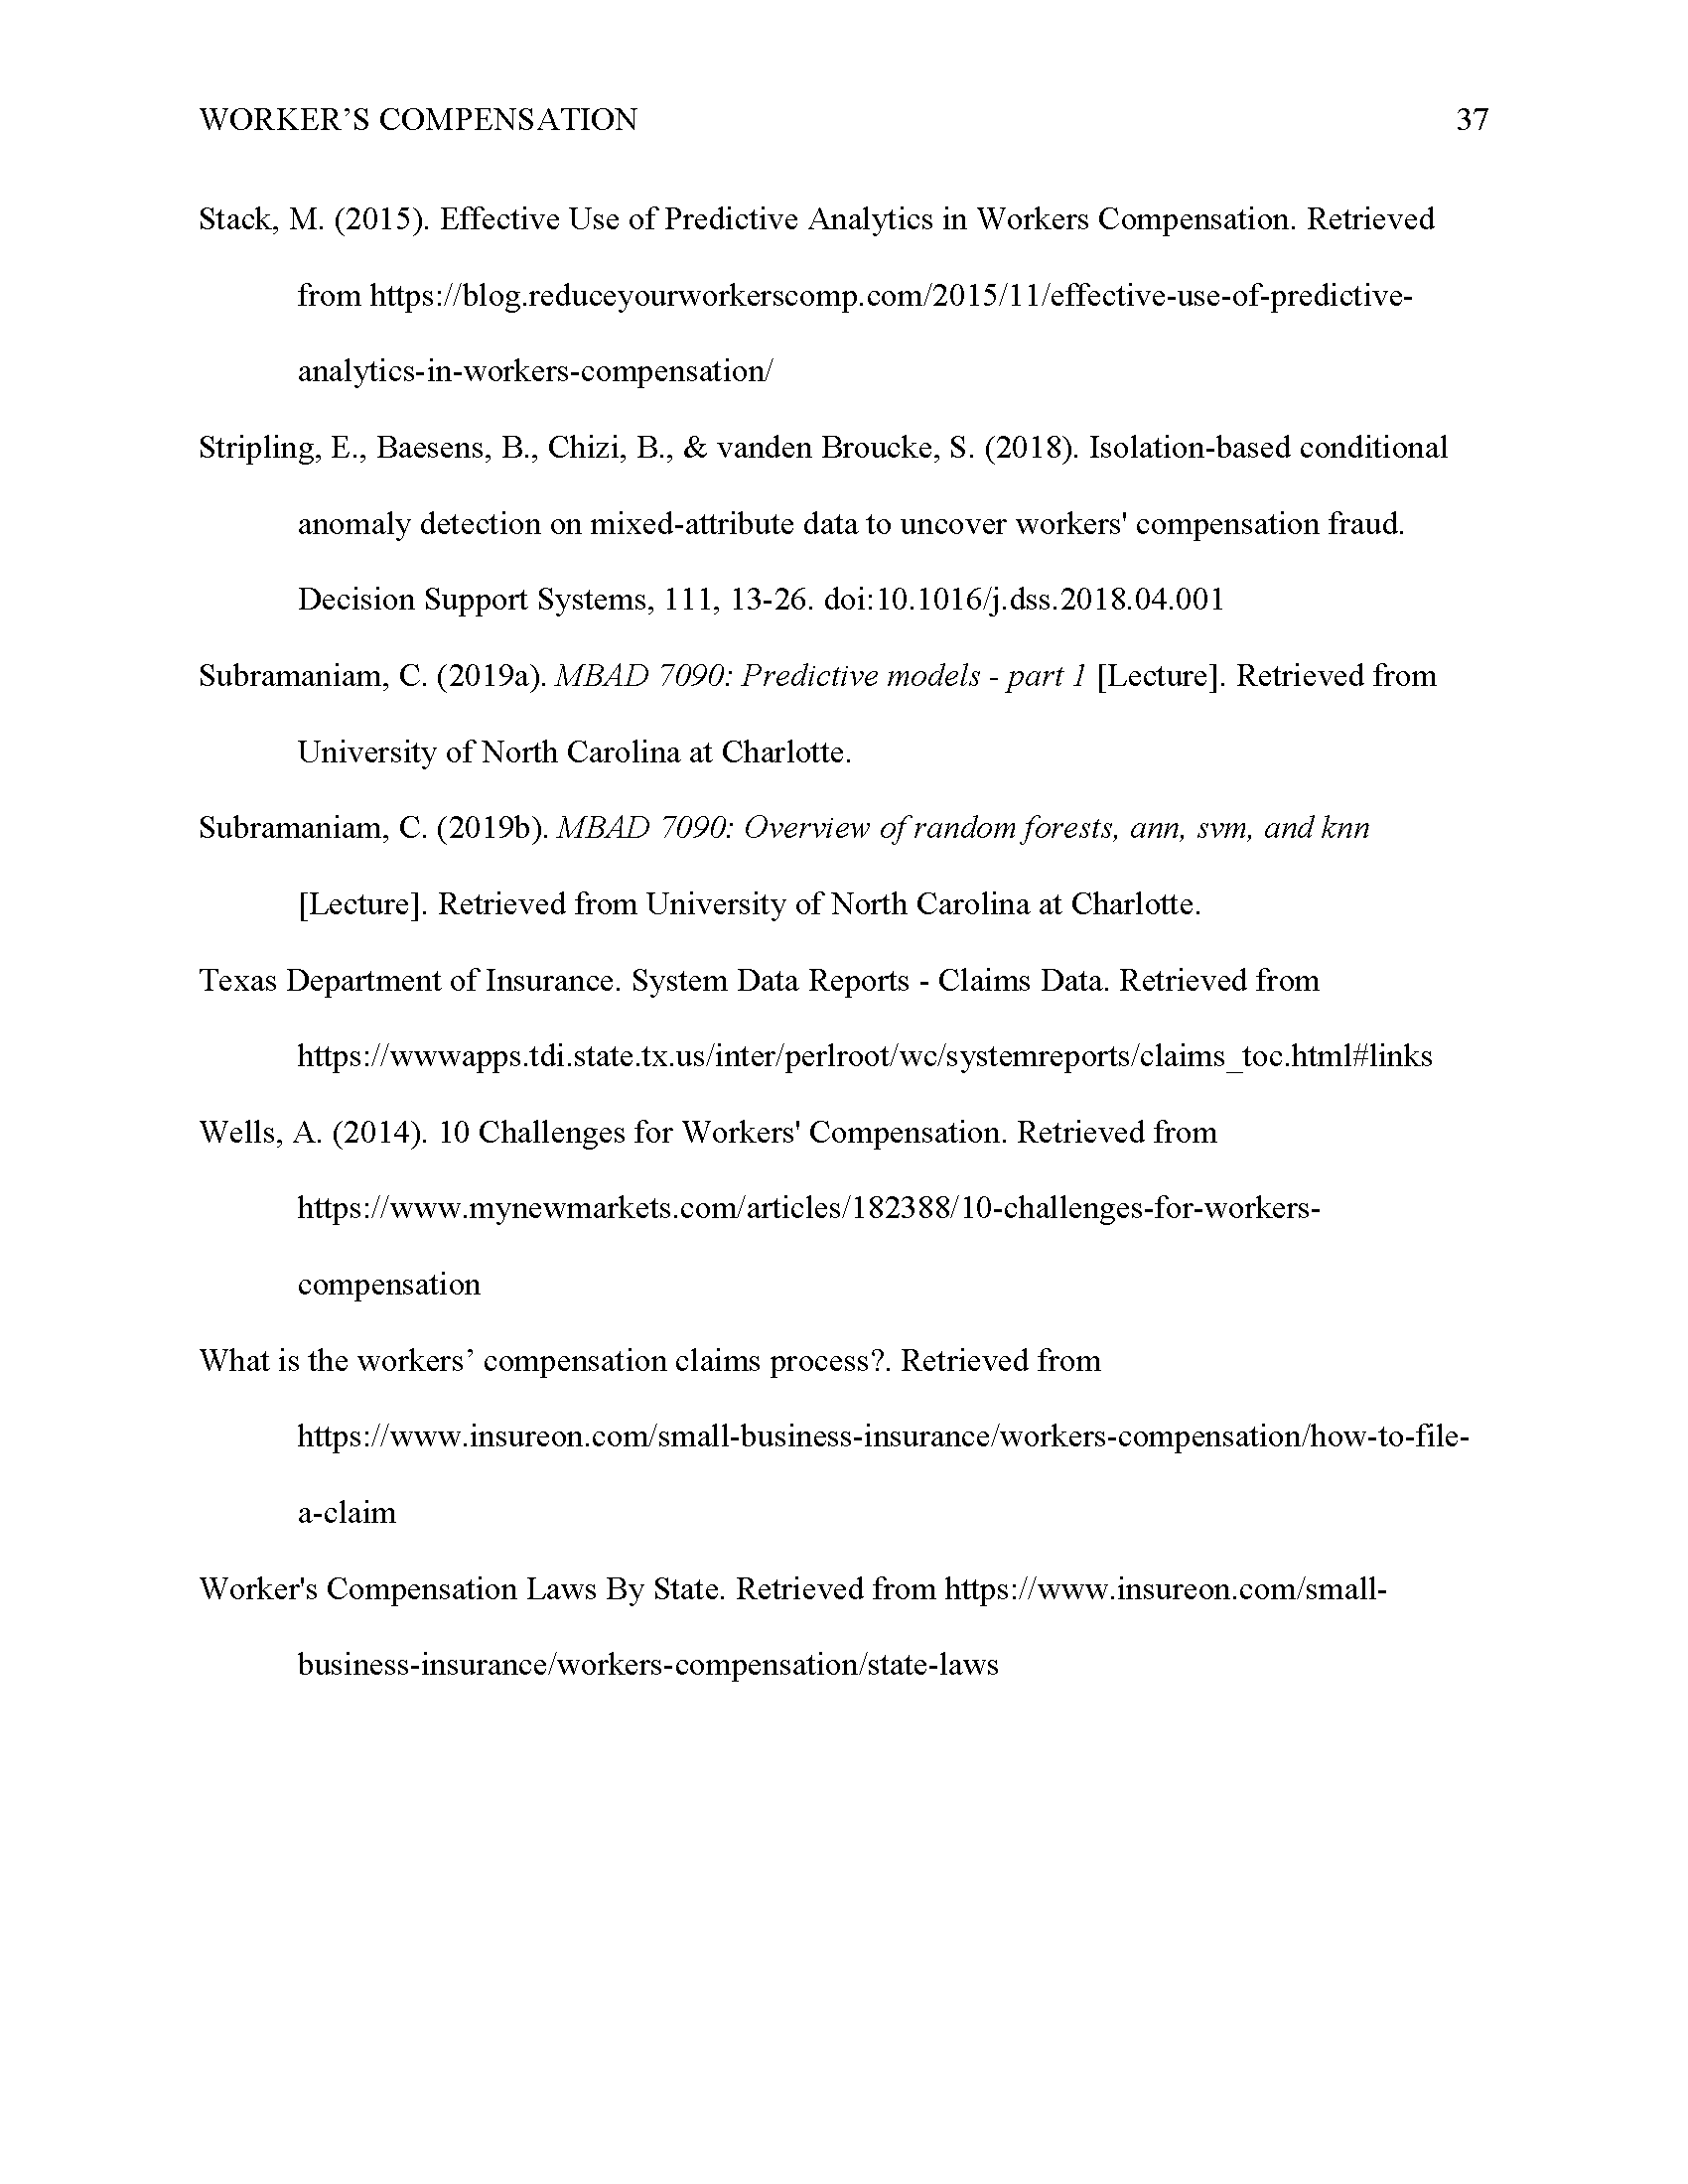 WORKER’S COMPENSATION 37
Stack, M. (2015). Effective Use of Predictive Analytics in Workers Compensation. Retrieved
from https://blog.reduceyourworkerscomp.com/2015/11/effective-use-of-predictive-
analytics-in-workers-compensation/
Stripling, E., Baesens, B., Chizi, B., & vanden Broucke, S. (2018). Isolation-based conditional
anomaly detection on mixed-attribute data to uncover workers' compensation fraud.
Decision Support Systems, 111, 13-26. doi:10.1016/j.dss.2018.04.001
Subramaniam, C. (2019a). MBAD 7090: Predictive models - part 1 [Lecture]. Retrieved from
University of North Carolina at Charlotte.
Subramaniam, C. (2019b). MBAD 7090: Overview of random forests, ann, svm, and knn
[Lecture]. Retrieved from University of North Carolina at Charlotte.
Texas Department of Insurance. System Data Reports - Claims Data. Retrieved from
https://wwwapps.tdi.state.tx.us/inter/perlroot/wc/systemreports/claims_toc.html#links
Wells, A. (2014). 10 Challenges for Workers' Compensation. Retrieved from
https://www.mynewmarkets.com/articles/182388/10-challenges-for-workers-
compensation
What is the workers’ compensation claims process?. Retrieved from
https://www.insureon.com/small-business-insurance/workers-compensation/how-to-file-
a-claim
Worker's Compensation Laws By State. Retrieved from https://www.insureon.com/small-
business-insurance/workers-compensation/state-laws